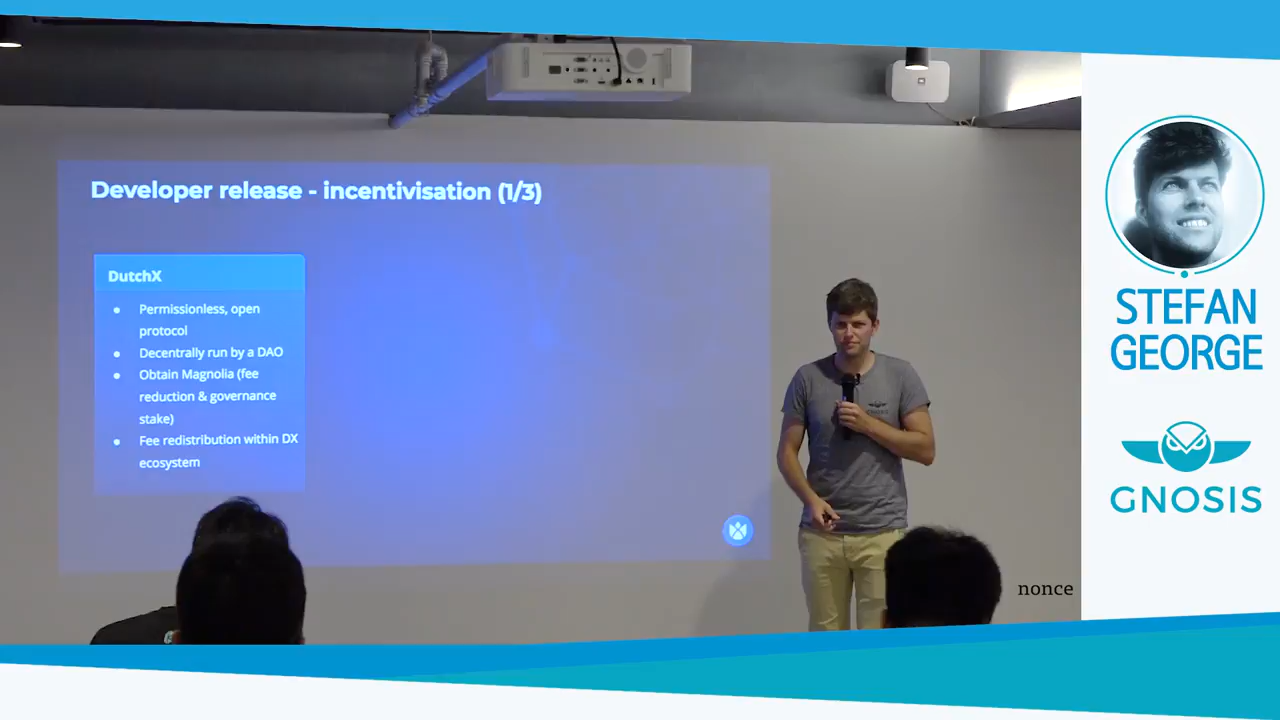 Developer release - incentivisation (1/3)
DutchX
Permissionless, open
protocol
Decentrally run by a DAO
Obtain Magnolia (fee
reduction & governance
stake)
Fee redistribution within DX
ecosystem
nonce
STEFAN
GEORGE
GNOSIS